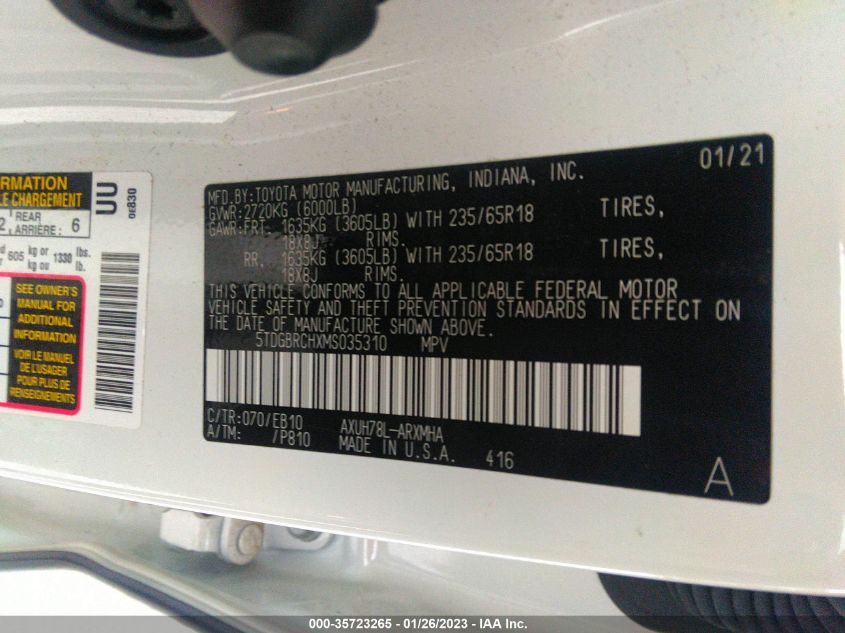 RMATION
LE CHARGEMENT
2 REAR ARRIÈRE: 6
605 kg or kg ou 1330 lbs. lb.
SEE OWNER'S
MANUAL FOR
ADDITIONAL
INFORMATION
VOIR LE MANUEL
DE L'USAGER
POUR PLUS DE
RENSEIGNEMENTS
UU
0E830
01/21
MFD.BY:TOYOTA MOTOR MANUFACTURING, INDIANA, INC.
GVWR:2720KG (6000LB)
GAWR:FRT. 1635KG (3605LB) WITH 235/65R18 TIRES,
18X8J RIMS.
RR. 1635KG (3605LB) WITH 235/65R18 TIRES,
18X8J RIMS.
THIS VEHICLE CONFORMS TO ALL APPLICABLE FEDERAL MOTOR
VEHICLE SAFETY AND THEFT PREVENTION STANDARDS IN EFFECT ON
THE DATE OF MANUFACTURE SHOWN ABOVE.
5TDGBRCHXMS035310 MPV
C/TR:070/EB10 AXUH78L-ARXMHA
A/TM: /P810 MADE IN U.S.A. 416
A
000-35723265 - 01/26/2023 - IAA Inc.